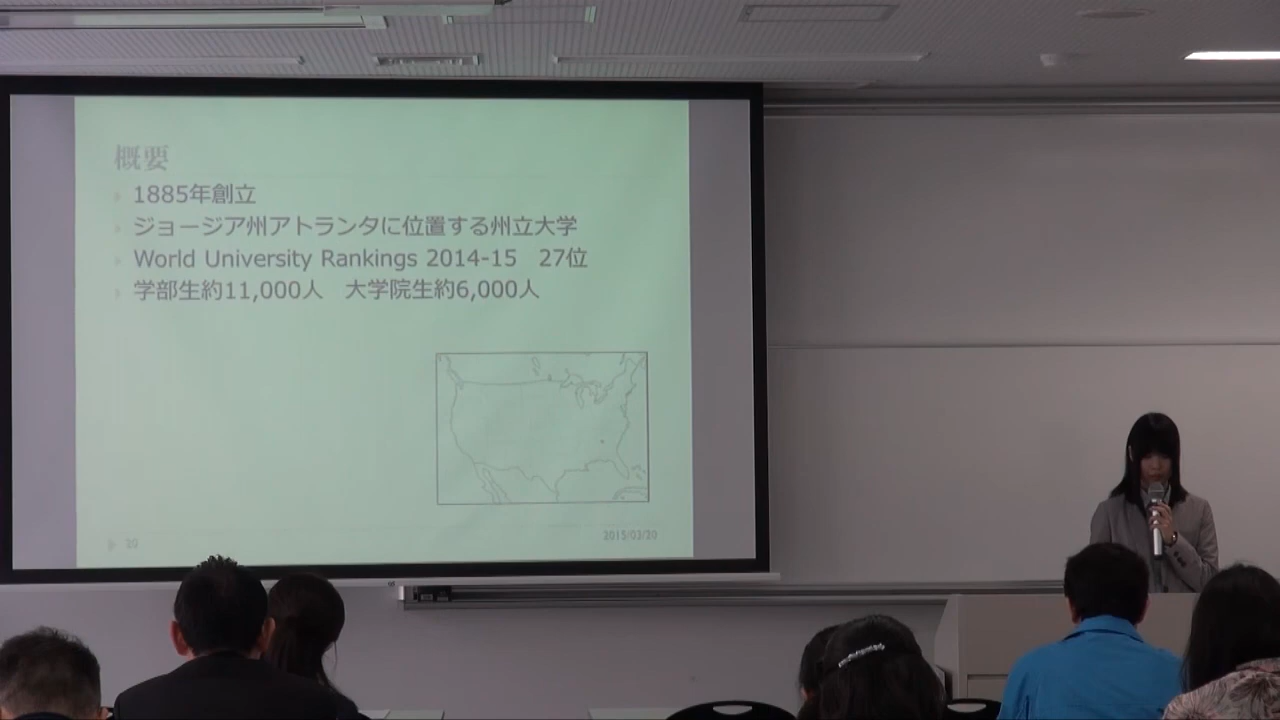 概要
1885年創立
ジョージア州アトランタに位置する州立大学
World University Rankings 2014-15　27位
学部生約11,000人　大学院生約6,000人
20
2015/03/20